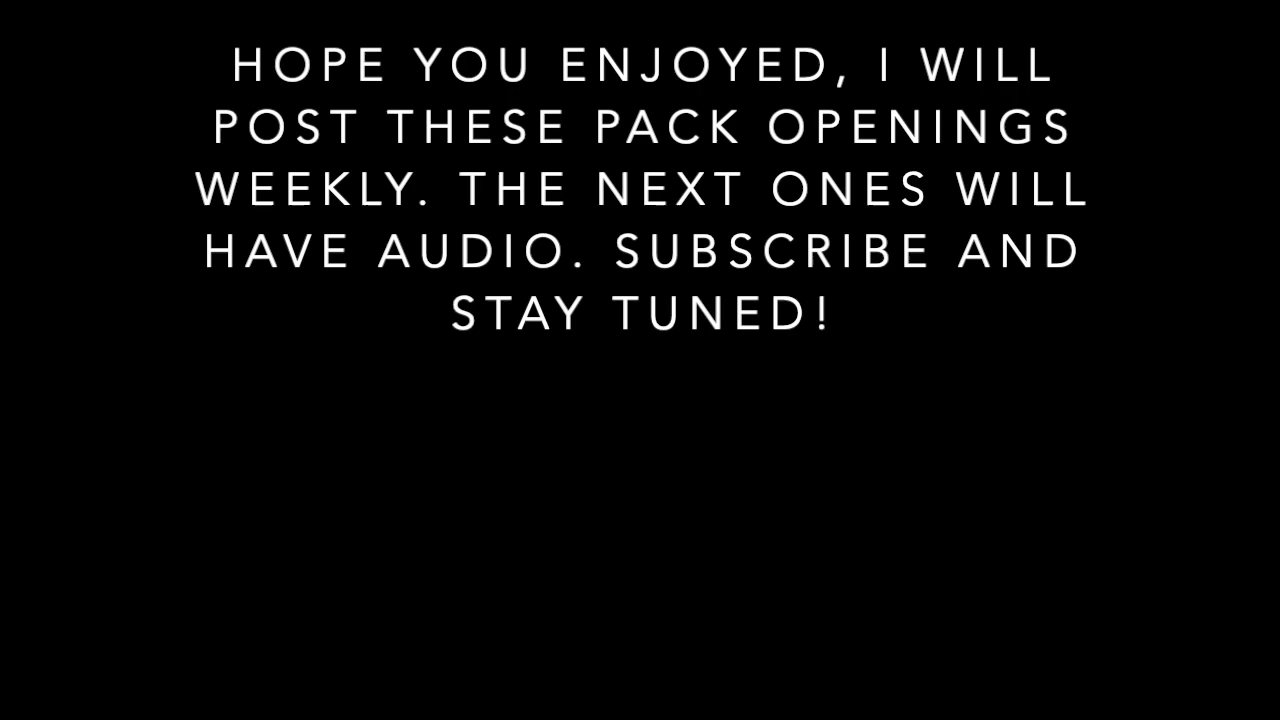 HOPE YOU ENJOYED, I WILL
POST THESE PACK OPENINGS
WEEKLY. THE NEXT ONES WILL
HAVE AUDIO. SUBSCRIBE AND
STAY TUNED!